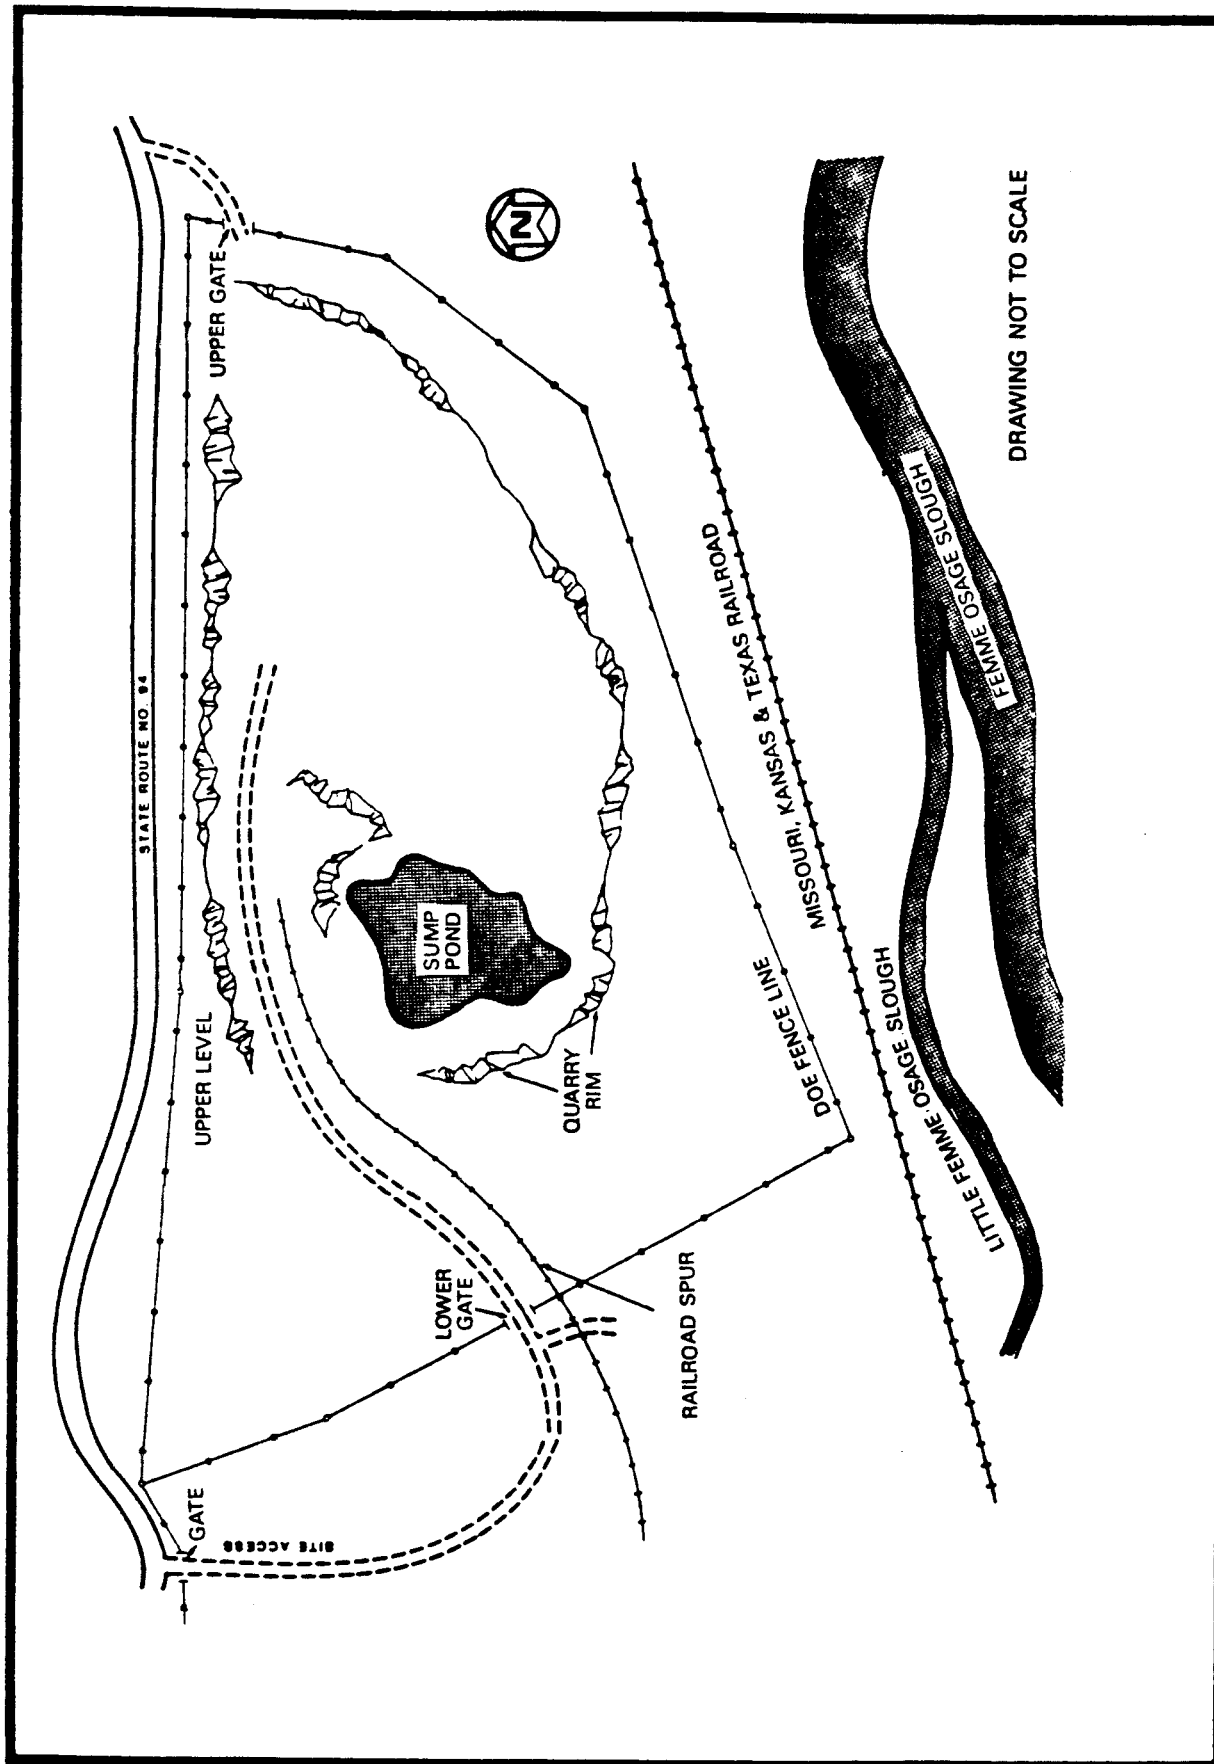 STATE ROUTE NO. 94
UPPER GATE
UPPER LEVEL
GATE
SITE ACCESS
N
SUMP
POND
QUARRY
RIM
LOWER
GATE
RAILROAD SPUR
DOE FENCE LINE
MISSOURI, KANSAS & TEXAS RAILROAD
LITTLE FEMME OSAGE SLOUGH
FEMME OSAGE SLOUGH
DRAWING NOT TO SCALE